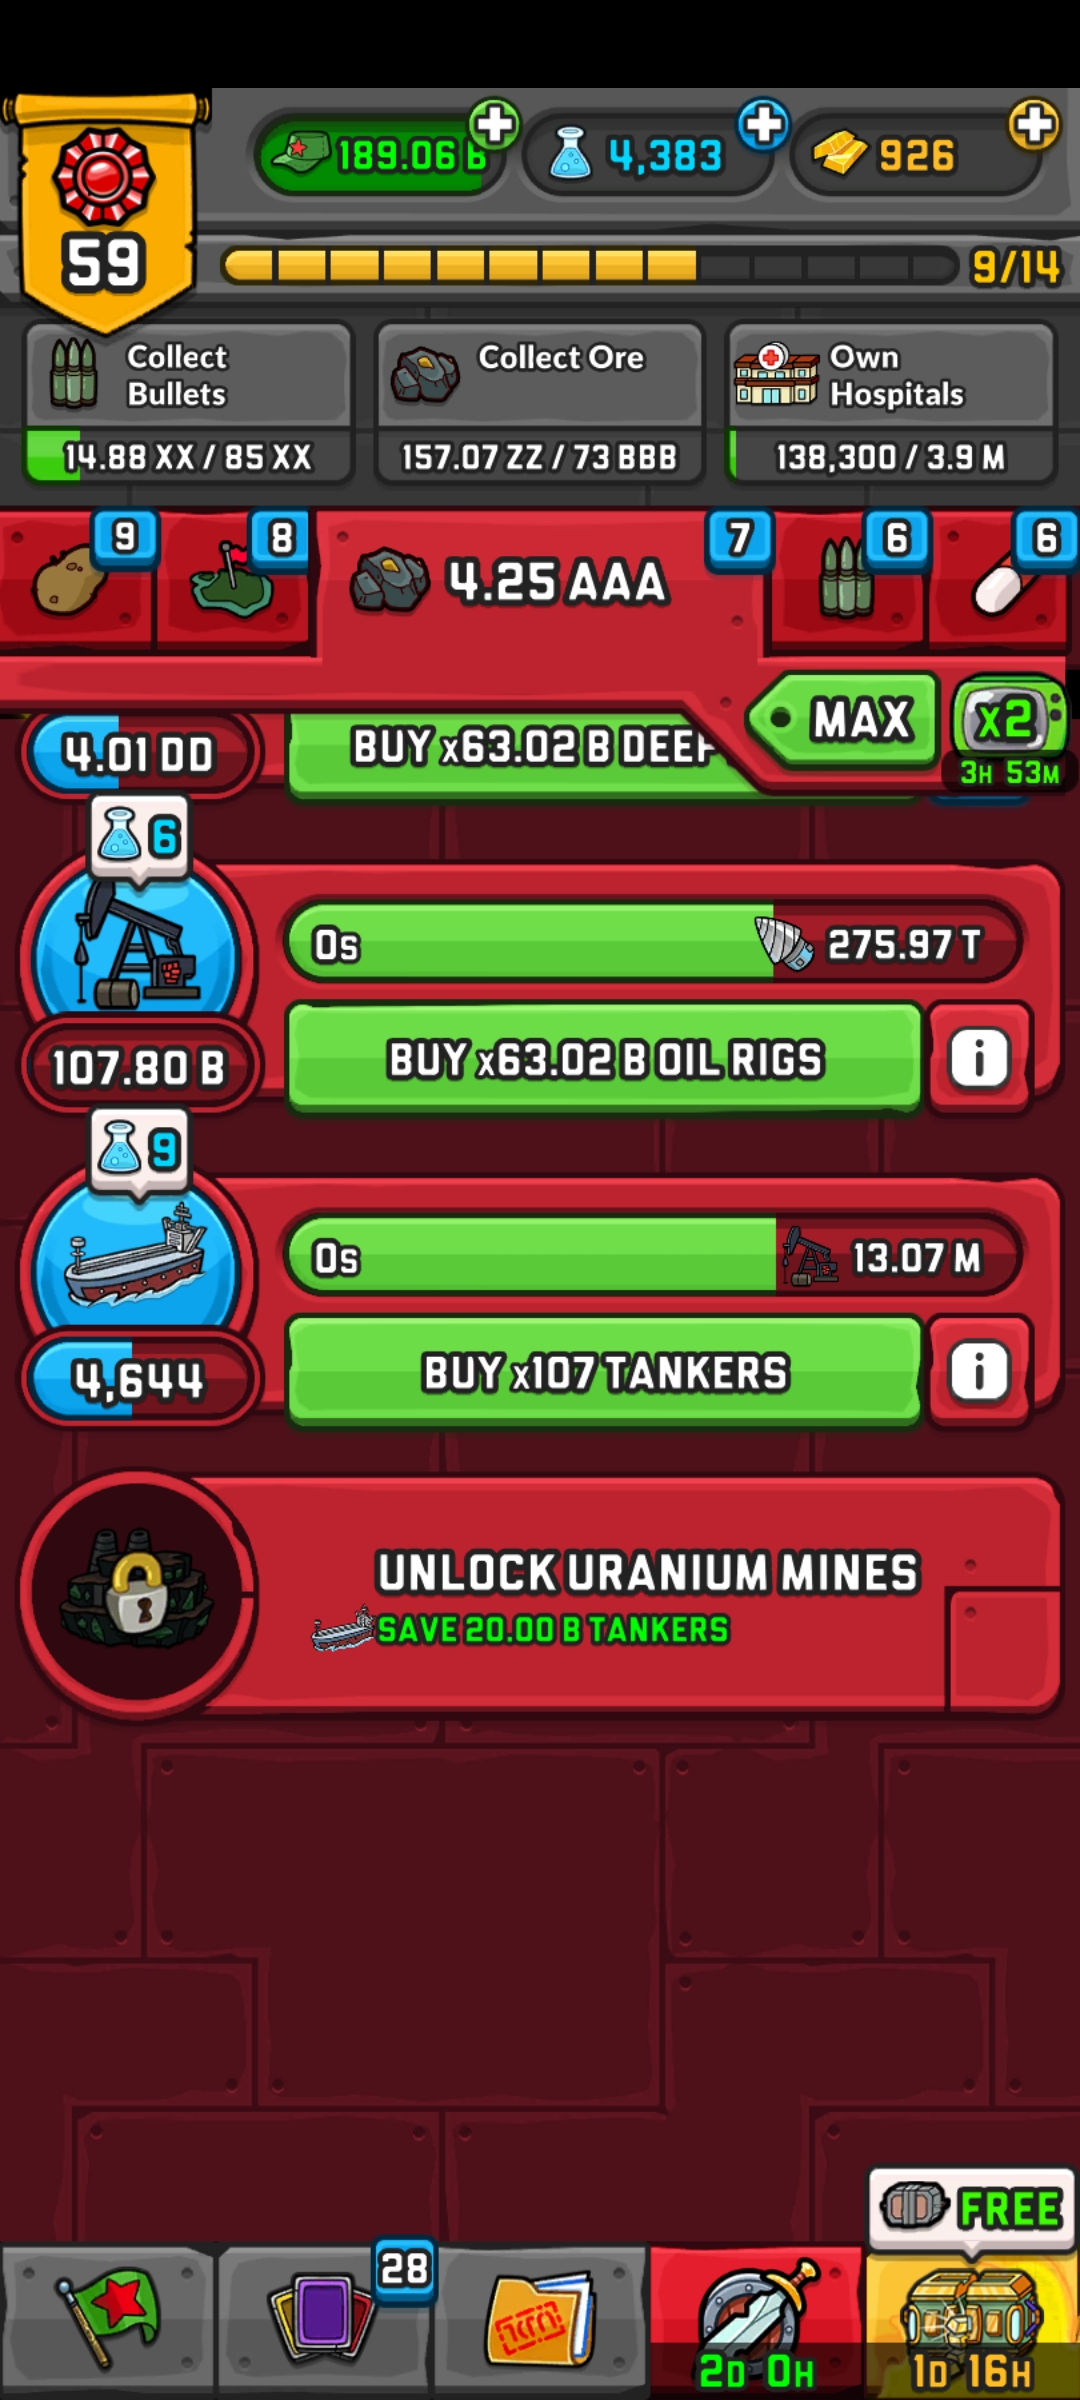 189.06 B
4,383
926
59
9/14
Collect
Bullets
14.88 XX / 85 XX
Collect Ore
157.07 ZZ / 73 BBB
Own
Hospitals
138,300 / 3.9 M
9
8
4.25 AAA
7
6
6
MAX
x2
3H 53M
4.01 DD
BUY x63.02 B DEEP
6
0s
275.97 T
107.80 B
BUY x63.02 B OIL RIGS
i
9
0s
13.07 M
4,644
BUY x107 TANKERS
i
UNLOCK URANIUM MINES
SAVE 20.00 B TANKERS
FREE
28
2D 0H
1D 16H